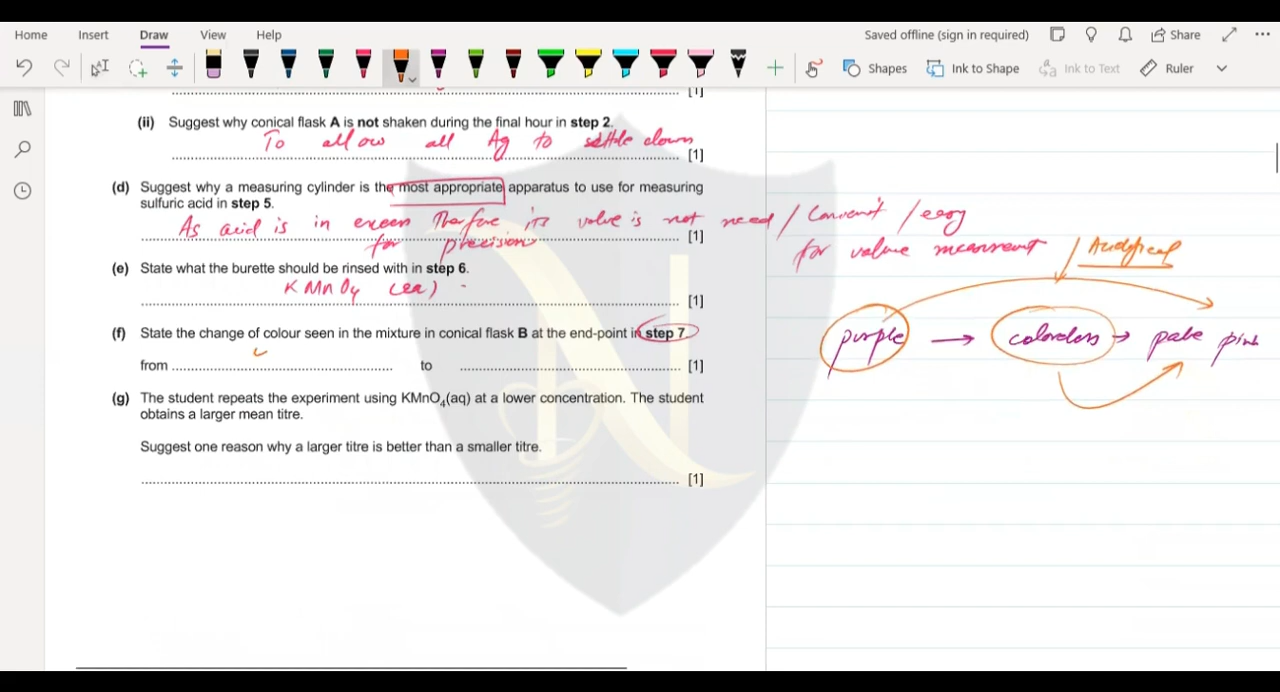 Home Insert Draw View Help Saved offline (sign in required) Share
Shapes Ink to Shape Ink to Text Ruler
[1]
(ii) Suggest why conical flask A is not shaken during the final hour in step 2.
To allow all Ag to settle down
[1]
(d) Suggest why a measuring cylinder is the most appropriate apparatus to use for measuring
sulfuric acid in step 5.
As acid is in excess Therfore its value is not need / Convenient / easy
for precision [1] for value measurement / Acidified
(e) State what the burette should be rinsed with in step 6.
KMnO4
[1]
(f) State the change of colour seen in the mixture in conical flask B at the end-point in step 7
purple → colorless → pale pink
from ........ to ........ [1]
(g) The student repeats the experiment using KMnO4(aq) at a lower concentration. The student
obtains a larger mean titre.
Suggest one reason why a larger titre is better than a smaller titre.
[1]